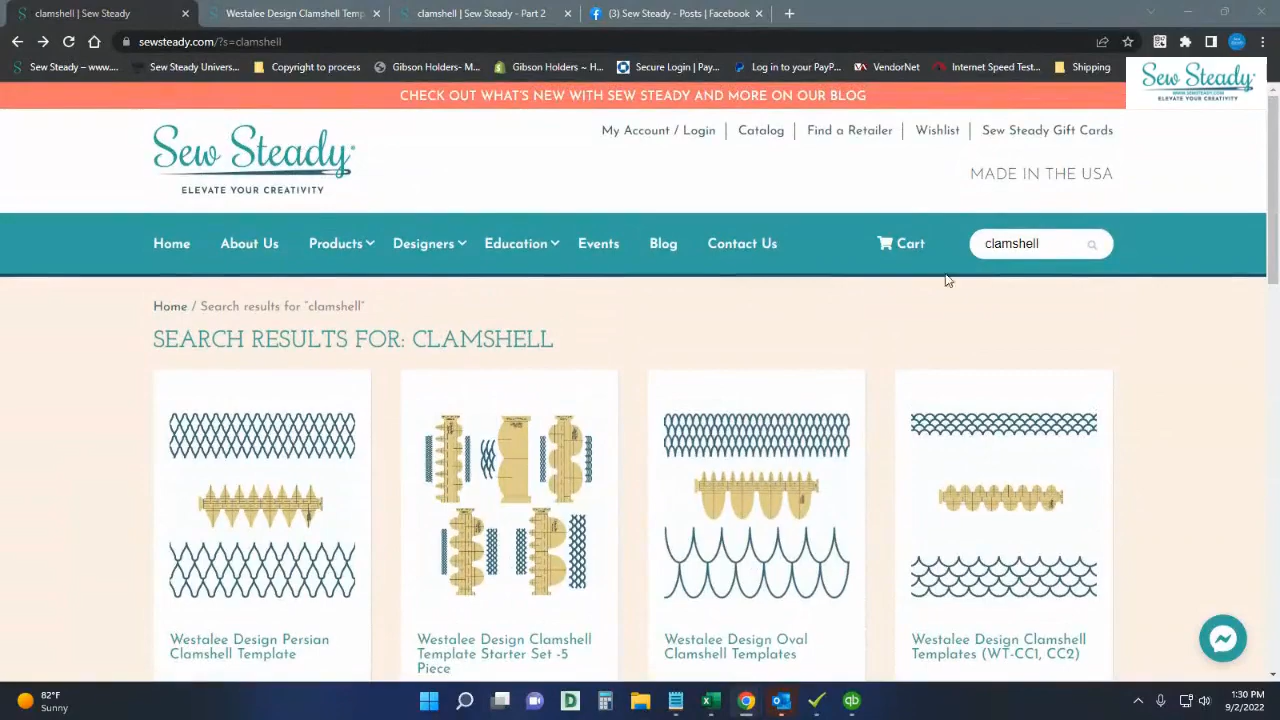 clamshell | Sew Steady
Westalee Design Clamshell Temp
clamshell | Sew Steady - Part 2
(3) Sew Steady - Posts | Facebook
sewsteady.com/?s=clamshell
Sew Steady – www....
Sew Steady Univers...
Copyright to process
Gibson Holders- M...
Gibson Holders ~ H...
Secure Login | Pay...
Log in to your PayP...
VendorNet
Internet Speed Test...
Shipping
Sew Steady
WWW.SEWSTEADY.COM
ELEVATE YOUR CREATIVITY
CHECK OUT WHAT'S NEW WITH SEW STEADY AND MORE ON OUR BLOG
Sew Steady®
ELEVATE YOUR CREATIVITY
My Account / Login | Catalog | Find a Retailer | Wishlist | Sew Steady Gift Cards
MADE IN THE USA
Home About Us Products Designers Education Events Blog Contact Us Cart clamshell
Home / Search results for “clamshell”
SEARCH RESULTS FOR: CLAMSHELL
Westalee Design Persian
Clamshell Template
Westalee Design Clamshell
Template Starter Set -5
Piece
Westalee Design Oval
Clamshell Templates
Westalee Design Clamshell
Templates (WT-CC1, CC2)
82°F
Sunny
1:30 PM
9/2/2022